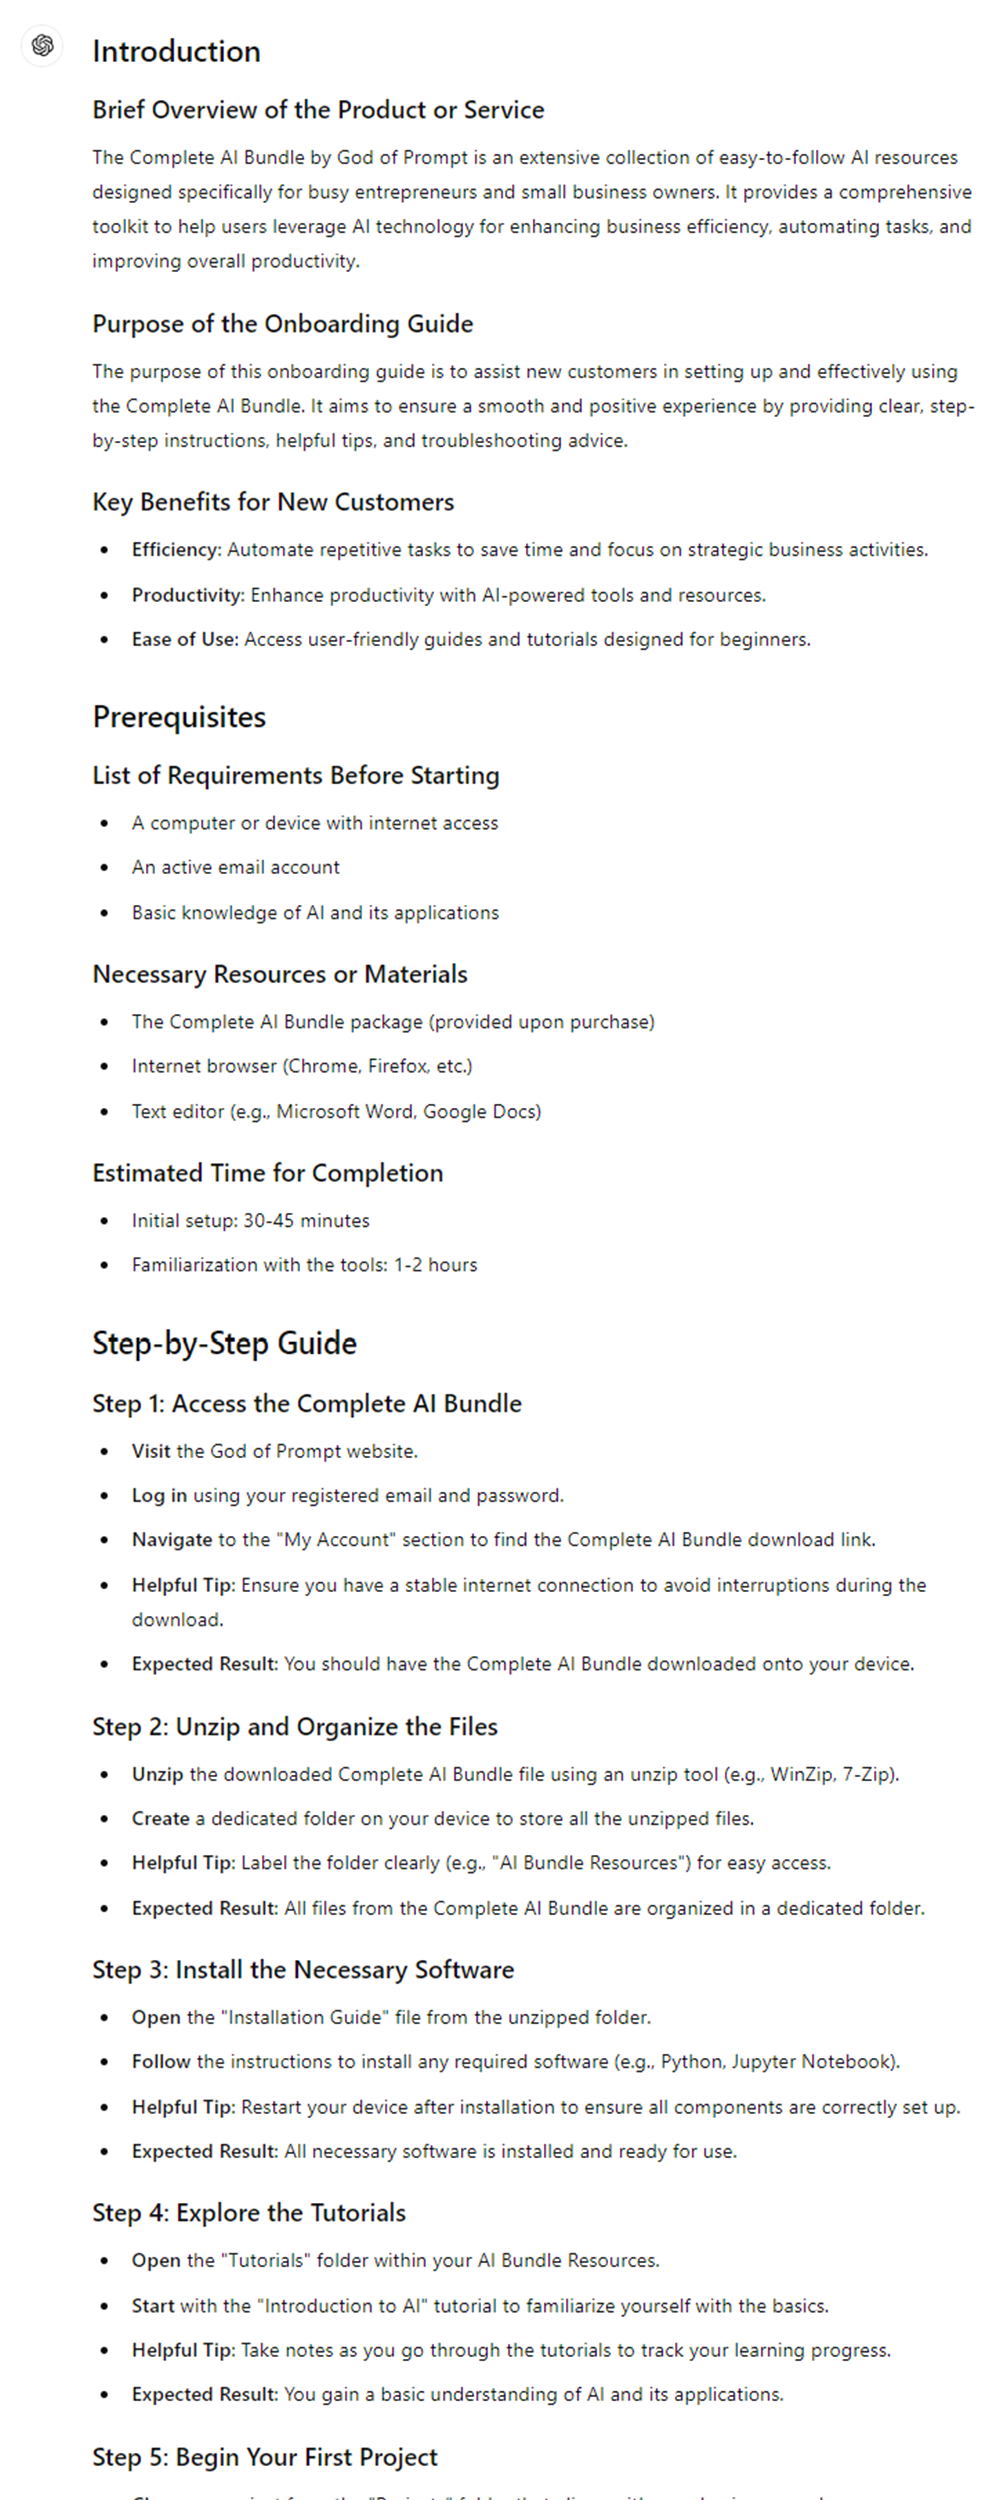 Introduction
Brief Overview of the Product or Service
The Complete AI Bundle by God of Prompt is an extensive collection of easy-to-follow AI resources
designed specifically for busy entrepreneurs and small business owners. It provides a comprehensive
toolkit to help users leverage AI technology for enhancing business efficiency, automating tasks, and
improving overall productivity.
Purpose of the Onboarding Guide
The purpose of this onboarding guide is to assist new customers in setting up and effectively using
the Complete AI Bundle. It aims to ensure a smooth and positive experience by providing clear, step-
by-step instructions, helpful tips, and troubleshooting advice.
Key Benefits for New Customers
• Efficiency: Automate repetitive tasks to save time and focus on strategic business activities.
• Productivity: Enhance productivity with AI-powered tools and resources.
• Ease of Use: Access user-friendly guides and tutorials designed for beginners.
Prerequisites
List of Requirements Before Starting
• A computer or device with internet access
• An active email account
• Basic knowledge of AI and its applications
Necessary Resources or Materials
• The Complete AI Bundle package (provided upon purchase)
• Internet browser (Chrome, Firefox, etc.)
• Text editor (e.g., Microsoft Word, Google Docs)
Estimated Time for Completion
• Initial setup: 30-45 minutes
• Familiarization with the tools: 1-2 hours
Step-by-Step Guide
Step 1: Access the Complete AI Bundle
• Visit the God of Prompt website.
• Log in using your registered email and password.
• Navigate to the "My Account" section to find the Complete AI Bundle download link.
• Helpful Tip: Ensure you have a stable internet connection to avoid interruptions during the
download.
• Expected Result: You should have the Complete AI Bundle downloaded onto your device.
Step 2: Unzip and Organize the Files
• Unzip the downloaded Complete AI Bundle file using an unzip tool (e.g., WinZip, 7-Zip).
• Create a dedicated folder on your device to store all the unzipped files.
• Helpful Tip: Label the folder clearly (e.g., "AI Bundle Resources") for easy access.
• Expected Result: All files from the Complete AI Bundle are organized in a dedicated folder.
Step 3: Install the Necessary Software
• Open the "Installation Guide" file from the unzipped folder.
• Follow the instructions to install any required software (e.g., Python, Jupyter Notebook).
• Helpful Tip: Restart your device after installation to ensure all components are correctly set up.
• Expected Result: All necessary software is installed and ready for use.
Step 4: Explore the Tutorials
• Open the "Tutorials" folder within your AI Bundle Resources.
• Start with the "Introduction to AI" tutorial to familiarize yourself with the basics.
• Helpful Tip: Take notes as you go through the tutorials to track your learning progress.
• Expected Result: You gain a basic understanding of AI and its applications.
Step 5: Begin Your First Project